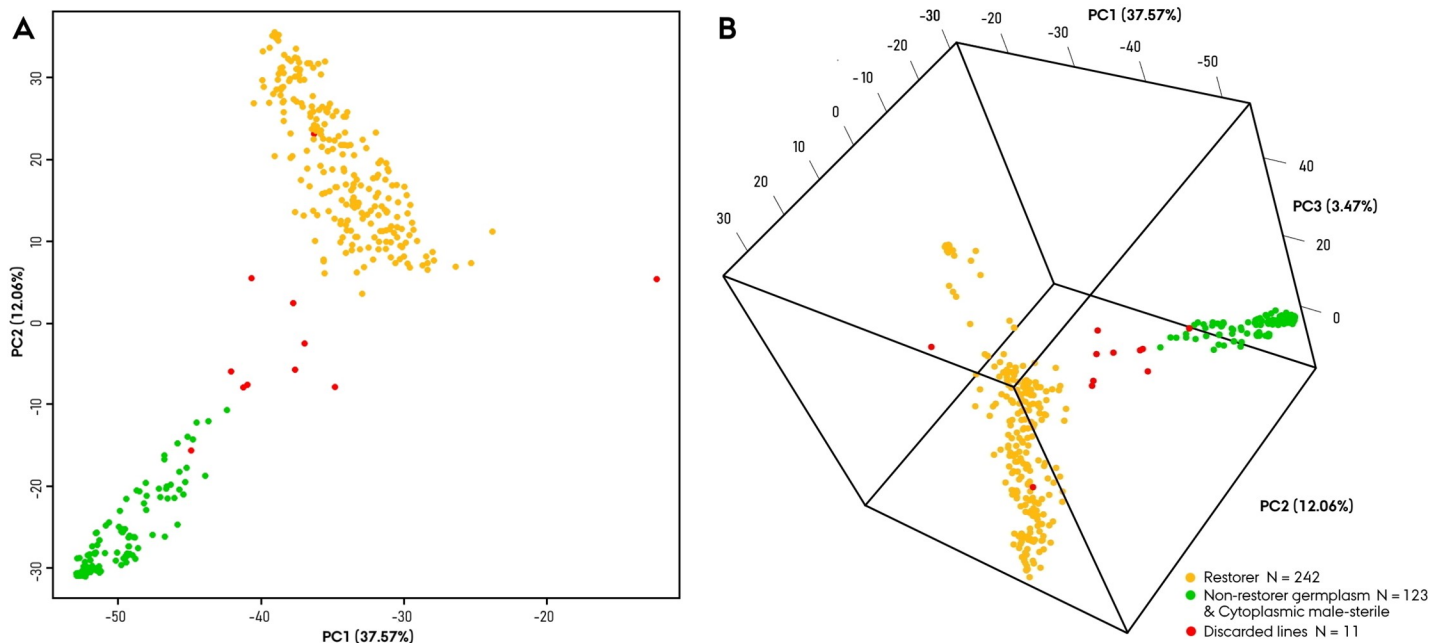 A
30
20
10
0
-10
-20
-30
PC2 (12.06%)
-50
-40
-30
-20
PC1 (37.57%)
B
PC1 (37.57%)
-30
-20
-30
-40
-50
-20
-10
0
10
20
30
40
PC3 (3.47%)
20
0
PC2 (12.06%)
Restorer N = 242
Non-restorer germplasm N = 123
& Cytoplasmic male-sterile
Discarded lines N = 11